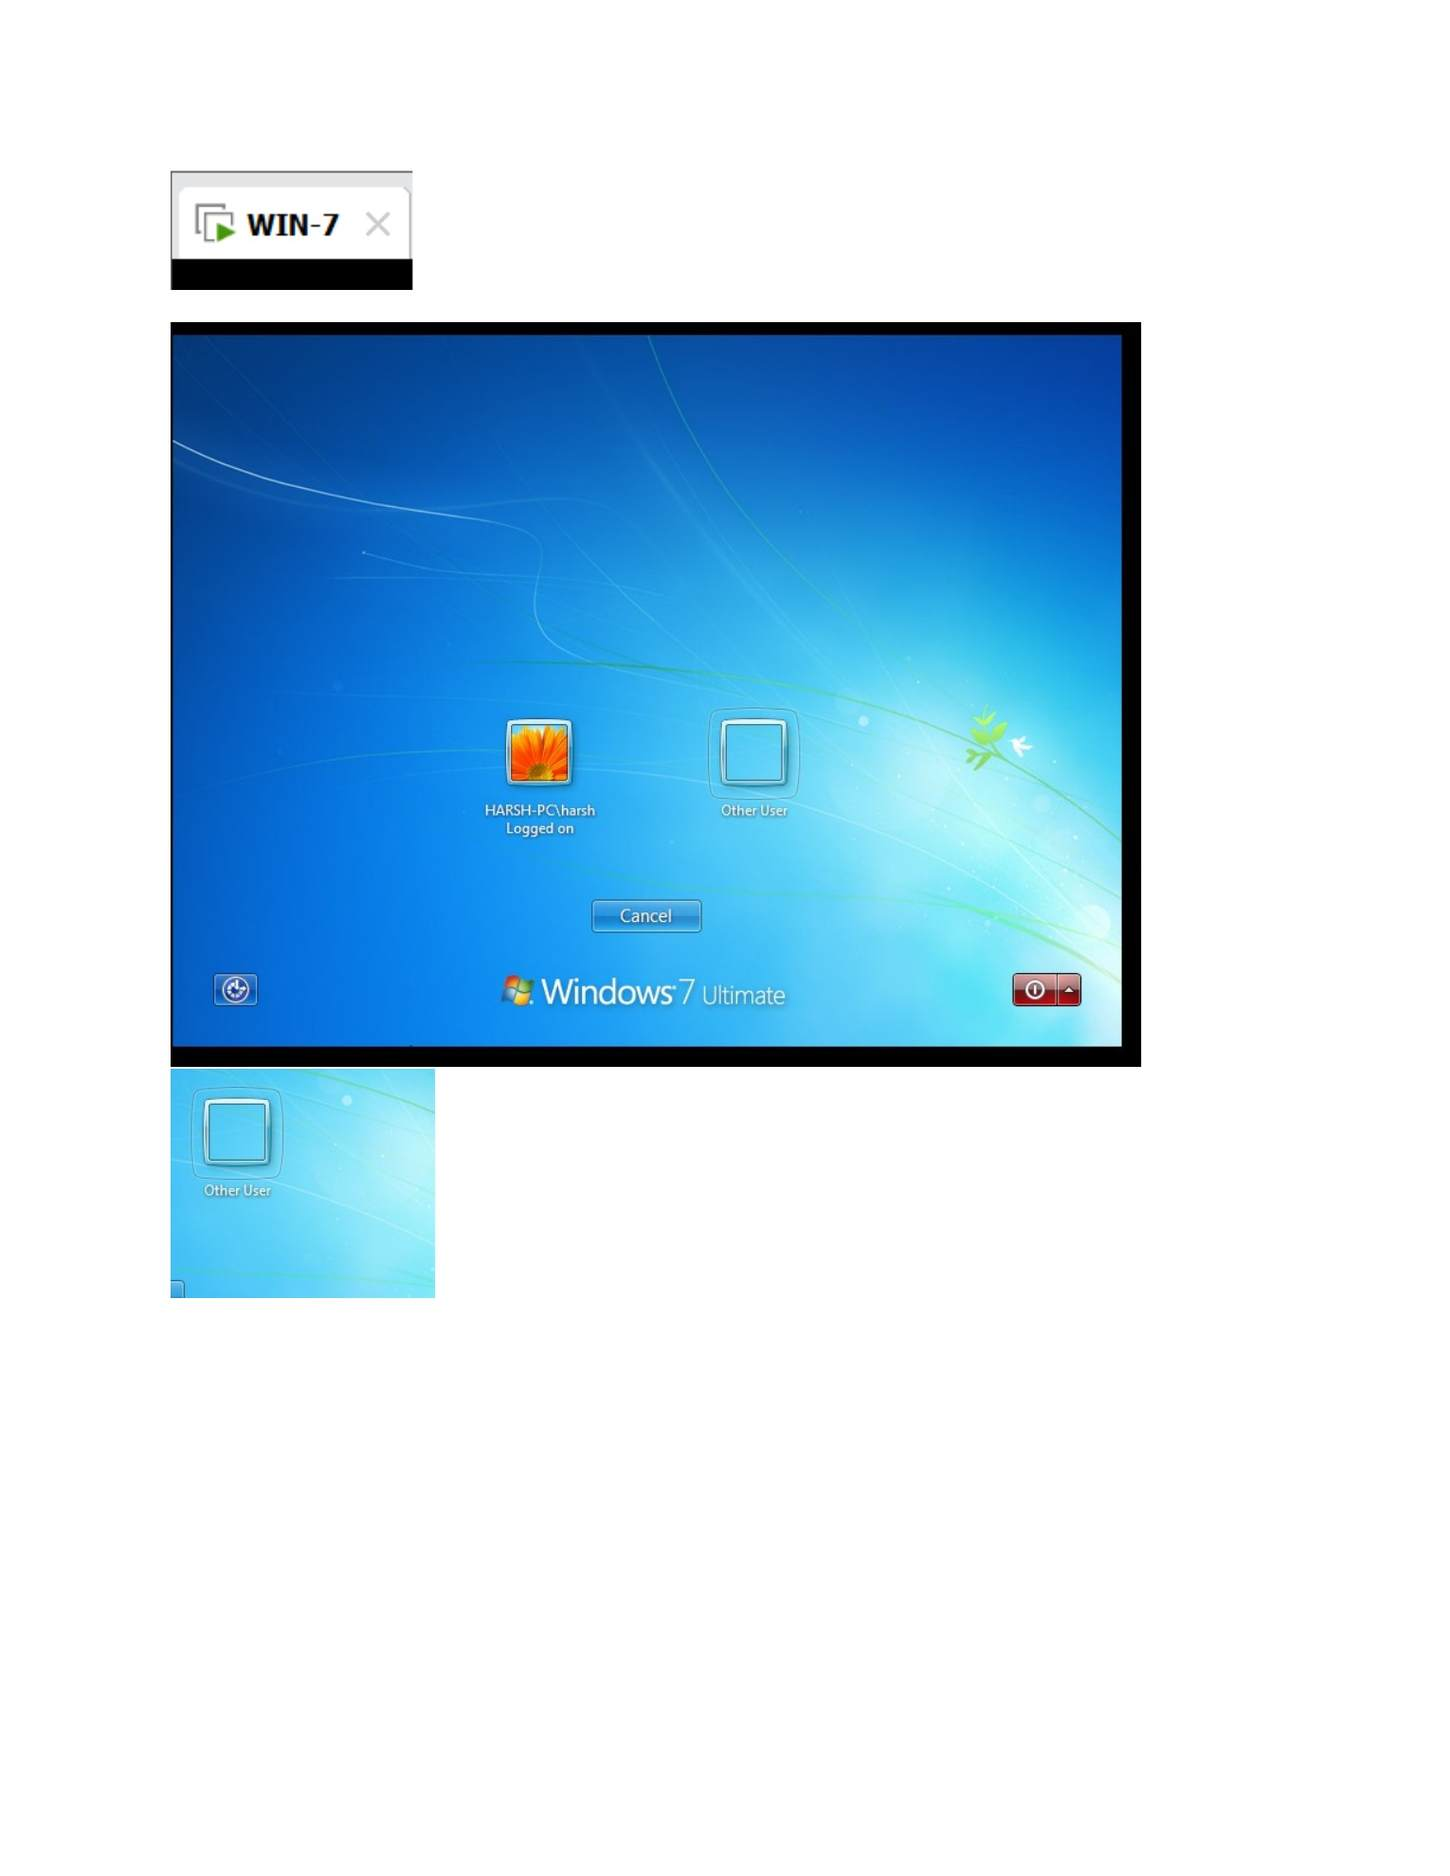 WIN-7
HARSH-PC\harsh
Logged on
Other User
Cancel
Windows 7 Ultimate
Other User